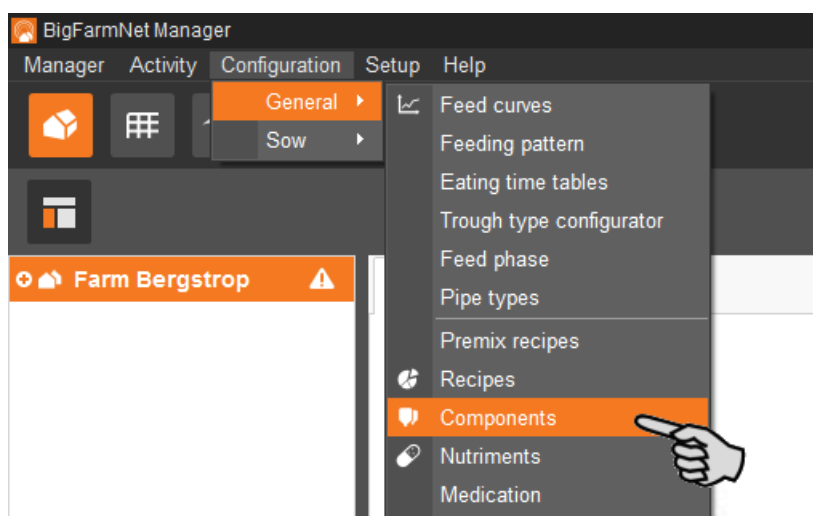 BigFarmNet Manager
Manager Activity Configuration Setup Help
General
Sow
Feed curves
Feeding pattern
Eating time tables
Trough type configurator
Feed phase
Pipe types
Premix recipes
Recipes
Components
Nutriments
Medication
Farm Bergstrop